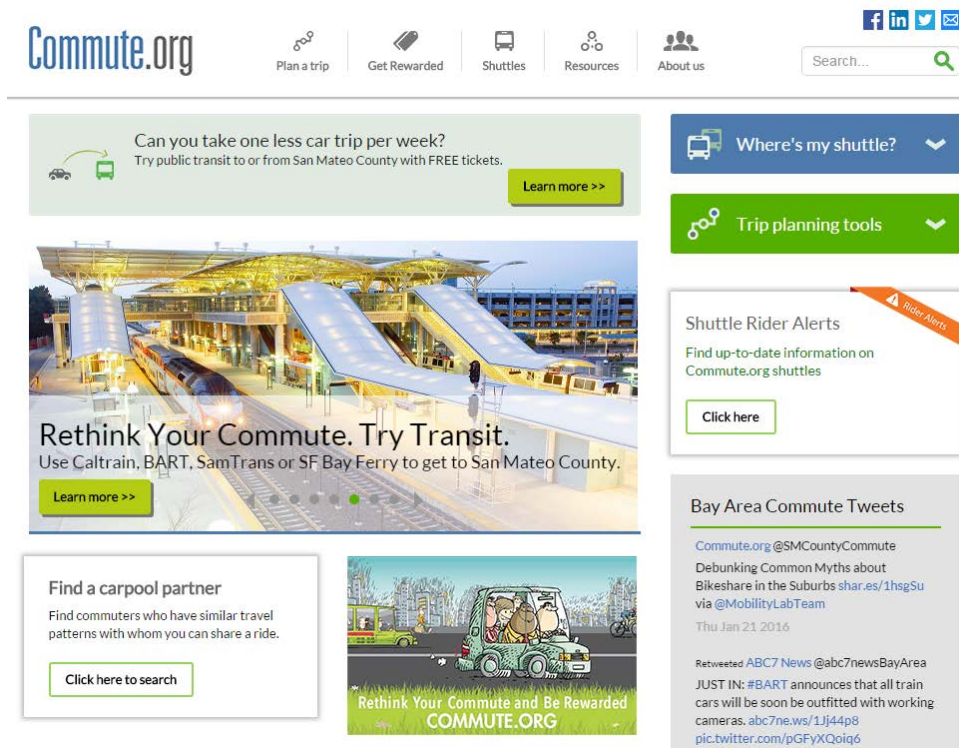 Commute.org
Plan a trip
Get Rewarded
Shuttles
Resources
About us
Search...
Can you take one less car trip per week?
Try public transit to or from San Mateo County with FREE tickets.
Learn more >>
Where's my shuttle?
Trip planning tools
Rethink Your Commute. Try Transit.
Use Caltrain, BART, SamTrans or SF Bay Ferry to get to San Mateo County.
Learn more >>
Rider Alerts
Shuttle Rider Alerts
Find up-to-date information on
Commute.org shuttles
Click here
Find a carpool partner
Find commuters who have similar travel
patterns with whom you can share a ride.
Click here to search
Rethink Your Commute and Be Rewarded
COMMUTE.ORG
Bay Area Commute Tweets
Commute.org @SMCountyCommute
Debunking Common Myths about
Bikeshare in the Suburbs shar.es/1hsgSu
via @MobilityLabTeam
Thu Jan 21 2016
Retweeted ABC7 News @abc7newsBayArea
JUST IN: #BART announces that all train
cars will be soon be outfitted with working
cameras. abc7ne.ws/1Jj44p8
pic.twitter.com/pGFyXQoiq6